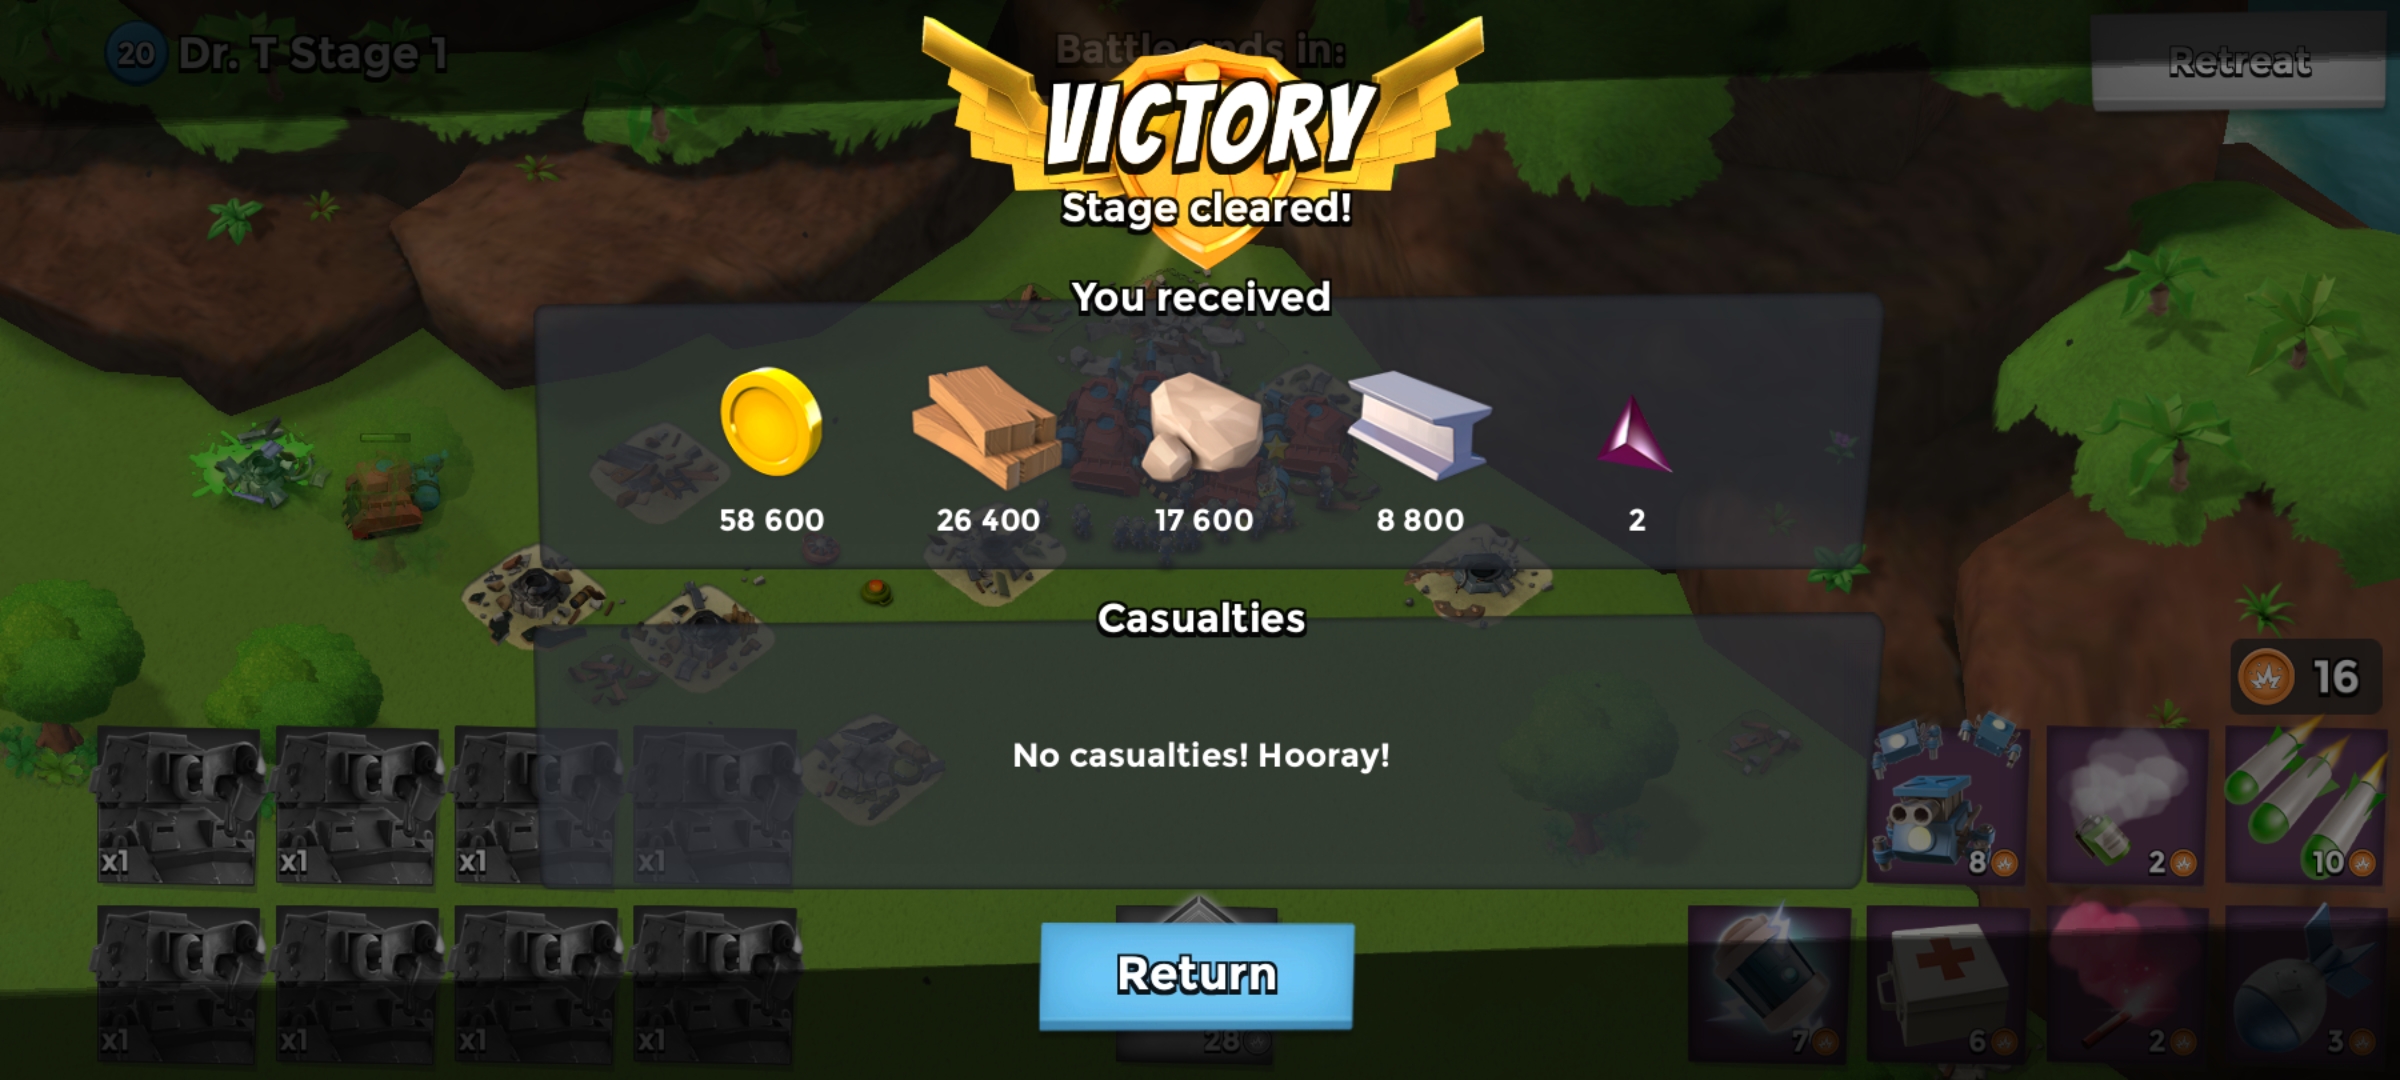 20 Dr. T Stage 1
Battle ends in:
Retreat
VICTORY
Stage cleared!
You received
58 600
26 400
17 600
8 800
2
Casualties
No casualties! Hooray!
16
x1
x1
x1
x1
8
2
10
Return
x1
x1
x1
x1
28
7
6
2
3